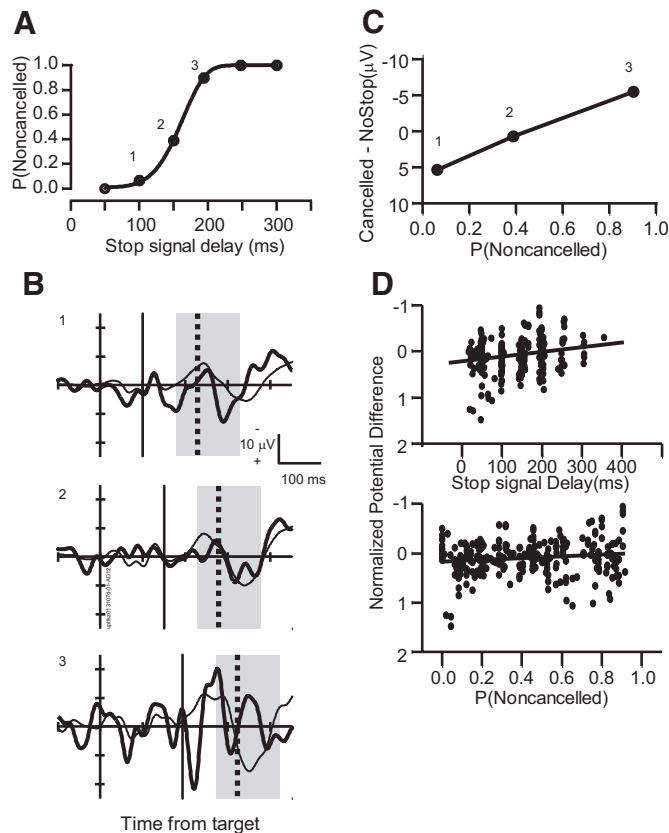 A
P(Noncancelled)
1.0
0.8
0.6
0.4
0.2
0.0
1
2
3
0 100 200 300
Stop signal delay (ms)
C
Cancelled - NoStop(μV)
-10
-5
0
5
10
1
2
3
0.0 0.2 0.4 0.6 0.8 1.0
P(Noncancelled)
B
1
-
10 μV
+
100 ms
2
3
Time from target
D
Normalized Potential Difference
-1
0
1
2
0 100 200 300 400
Stop signal Delay(ms)
-1
0
1
2
0.0 0.2 0.4 0.6 0.8 1.0
P(Noncancelled)